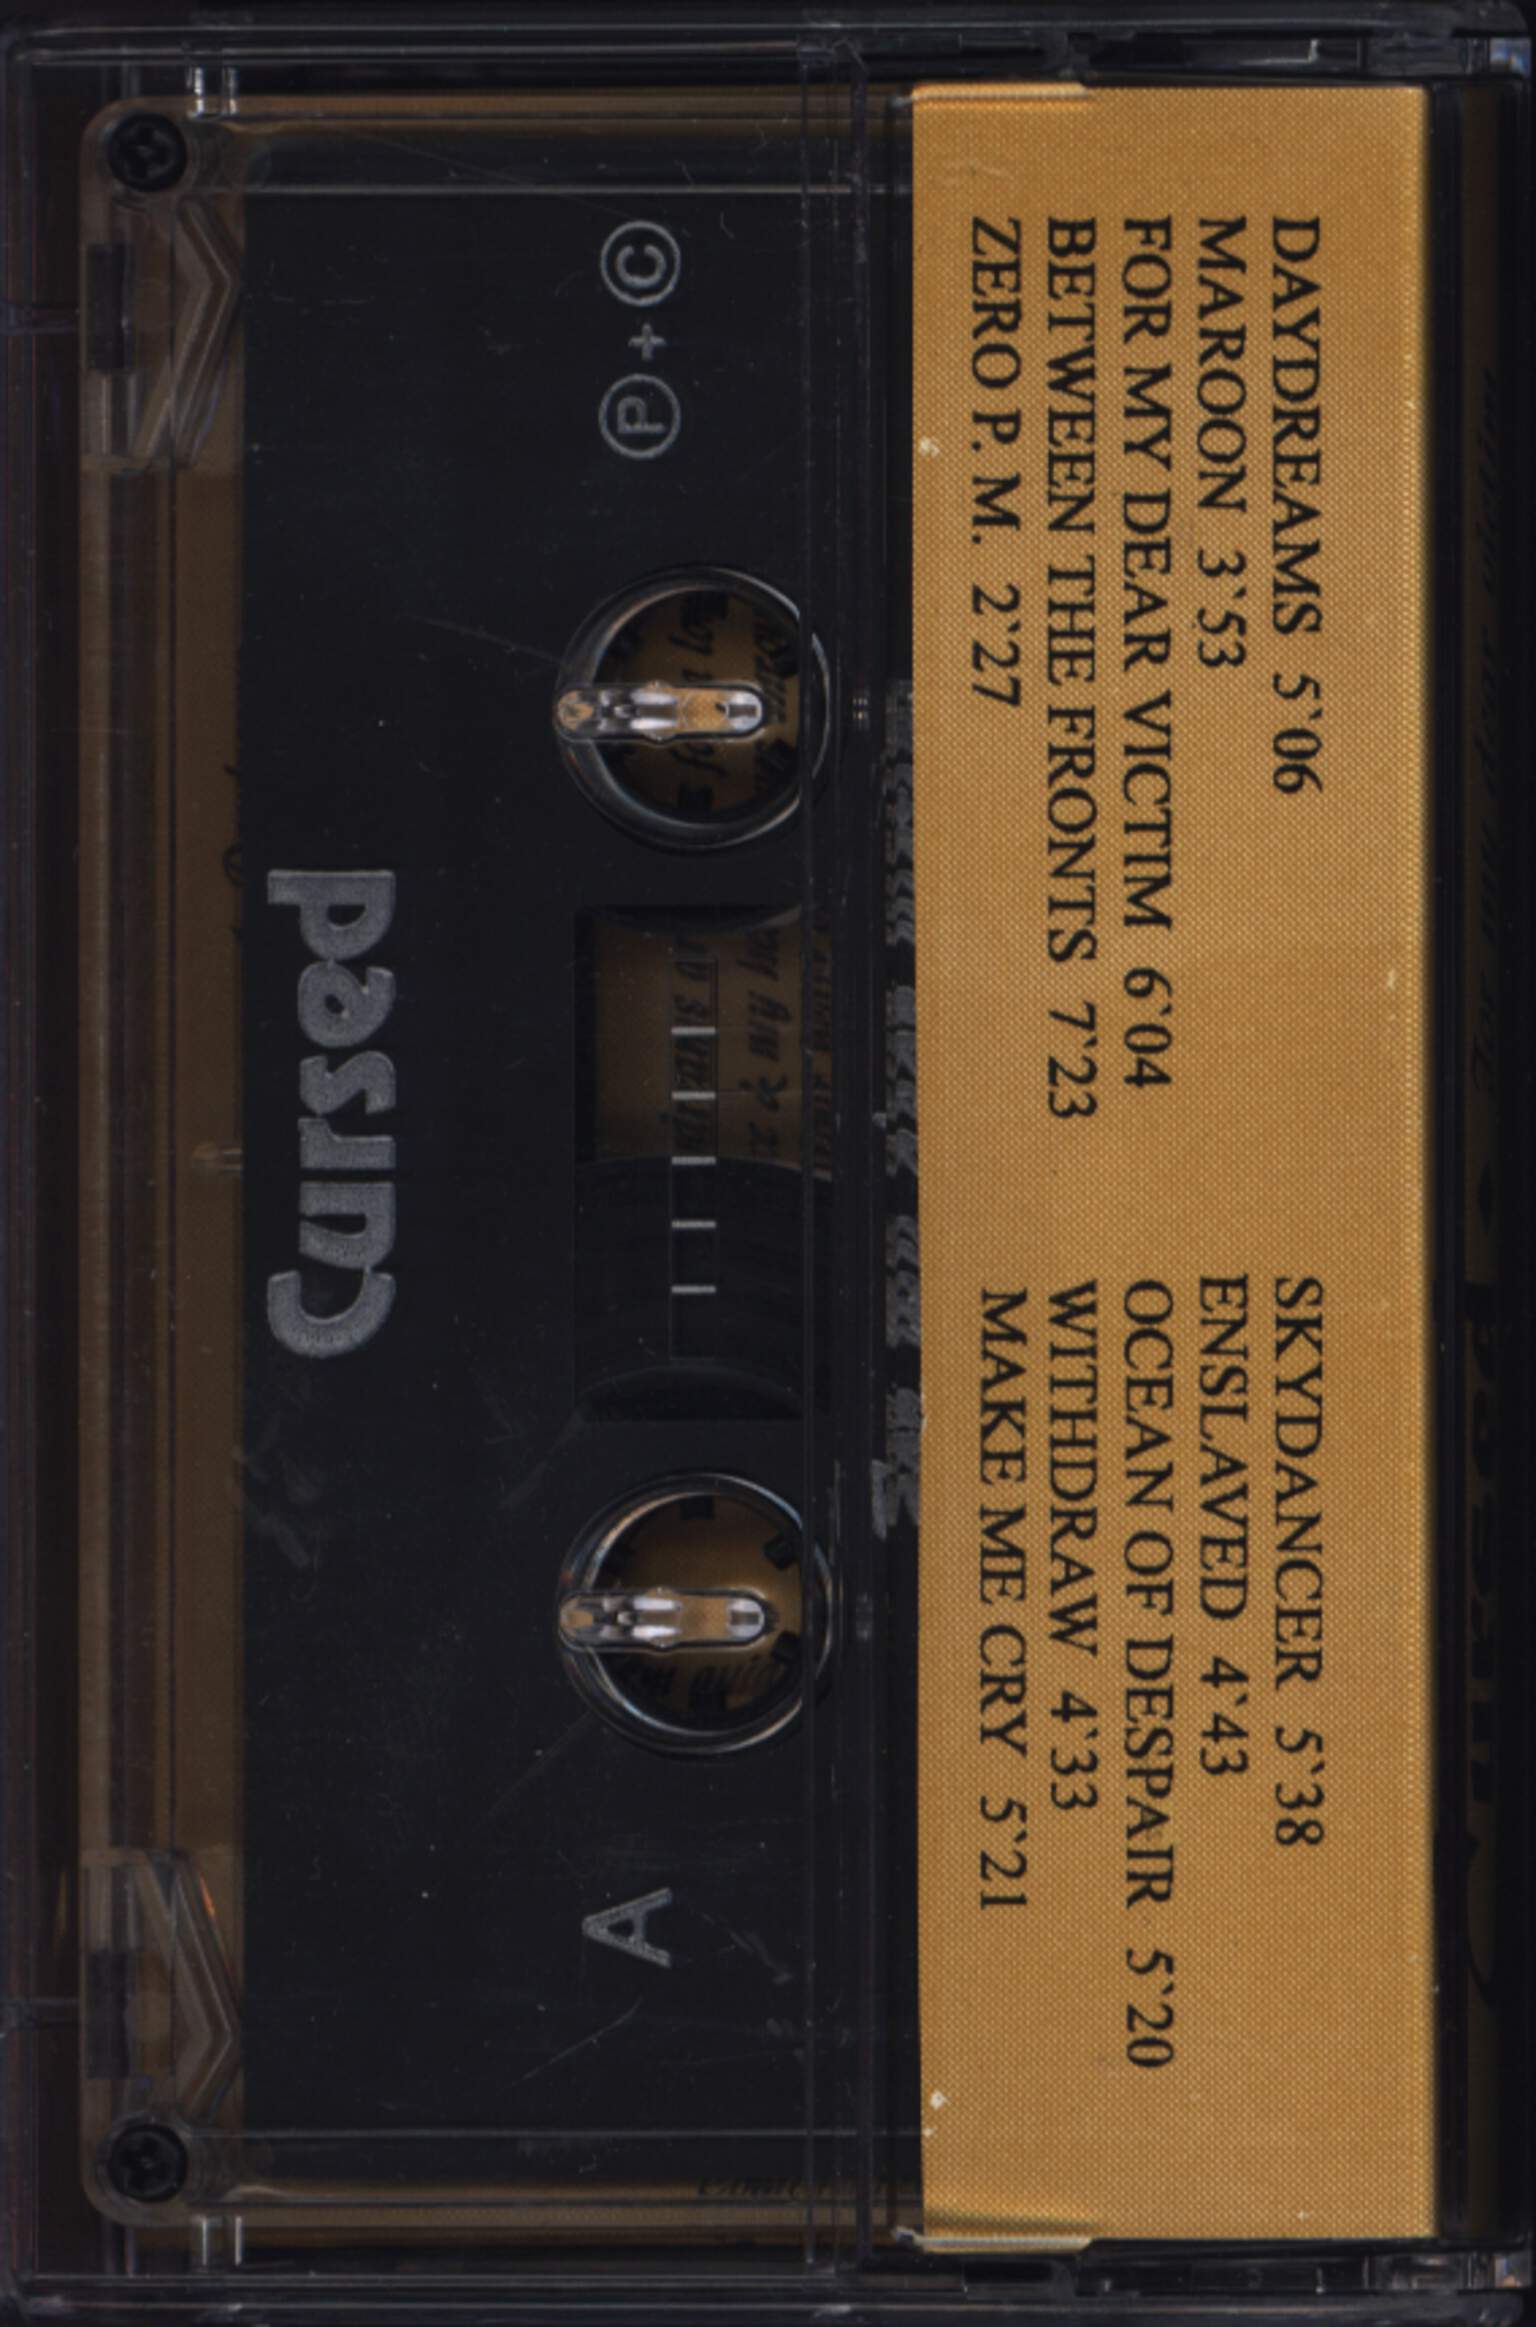 DAYDREAMS 5`06
MAROON 3`53
FOR MY DEAR VICTIM 6`04
BETWEEN THE FRONTS 7`23
ZERO P. M. 2`27
SKYDANCER 5`38
ENSLAVED 4`43
OCEAN OF DESPAIR 5`20
WITHDRAW 4`33
MAKE ME CRY 5`21
Cursed
A
℗ + ©